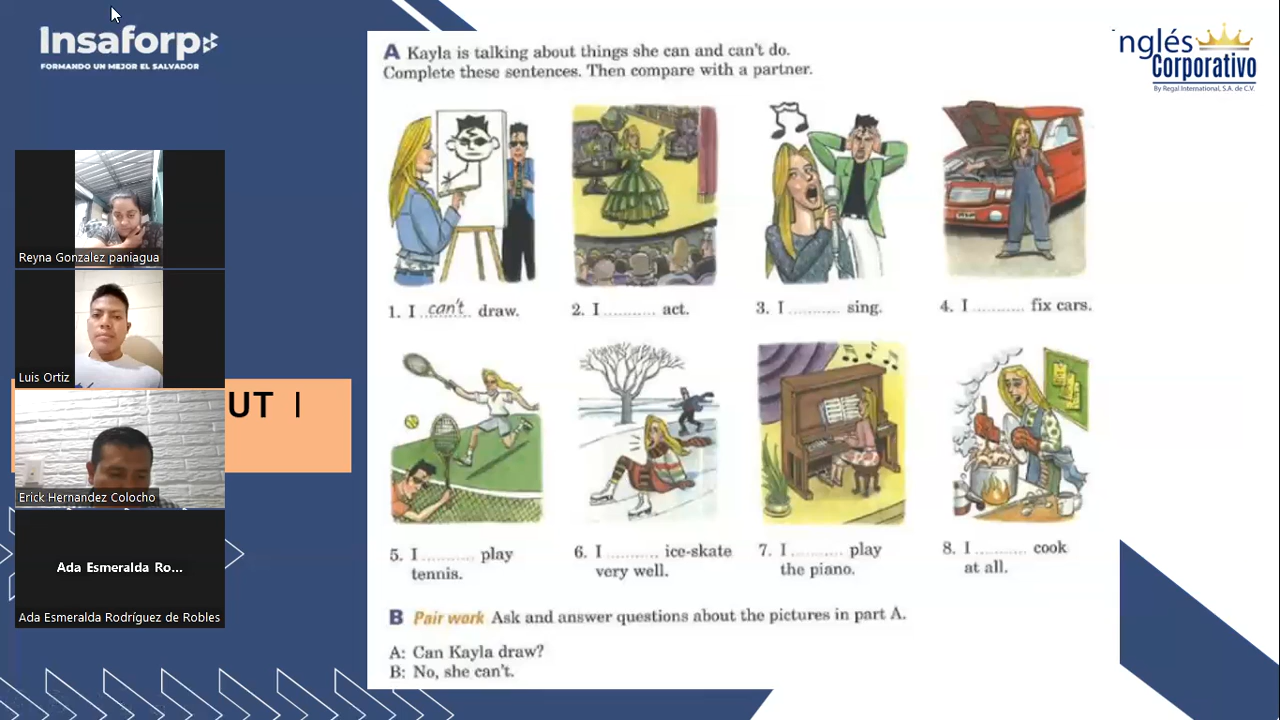 Insaforp
FORMANDO UN MEJOR EL SALVADOR
nglés
Corporativo
By Regal International, S.A. de C.V.
Reyna Gonzalez paniagua
Luis Ortiz
UT I
Erick Hernandez Colocho
Ada Esmeralda Ro...
Ada Esmeralda Rodríguez de Robles
A Kayla is talking about things she can and can't do.
Complete these sentences. Then compare with a partner.
1. I can't draw.
2. I .......... act.
3. I .......... sing.
4. I .......... fix cars.
5. I .......... play
tennis.
6. I .......... ice-skate
very well.
7. I .......... play
the piano.
8. I .......... cook
at all.
B Pair work Ask and answer questions about the pictures in part A.
A: Can Kayla draw?
B: No, she can't.